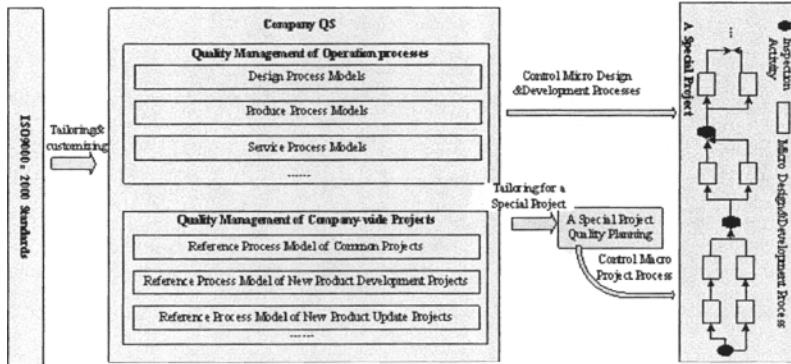 ISO9000：2000 Standards
Tailoring&
customizing
Company QS
Quality Management of Operation processes
Design Process Models
Produce Process Models
Service Process Models
......
Quality Management of Company-wide Projects
Reference Process Model of Common Projects
Reference Process Model of New Product Development Projects
Reference Process Model of New Product Update Projects
......
Control Micro Design
&Development Processes
Tailoring for a
Special Project
A Special Project
Quality Planning
Control Macro
Project Process
A Special Project
...
Inspection
Activity
Micro Design&Development Process